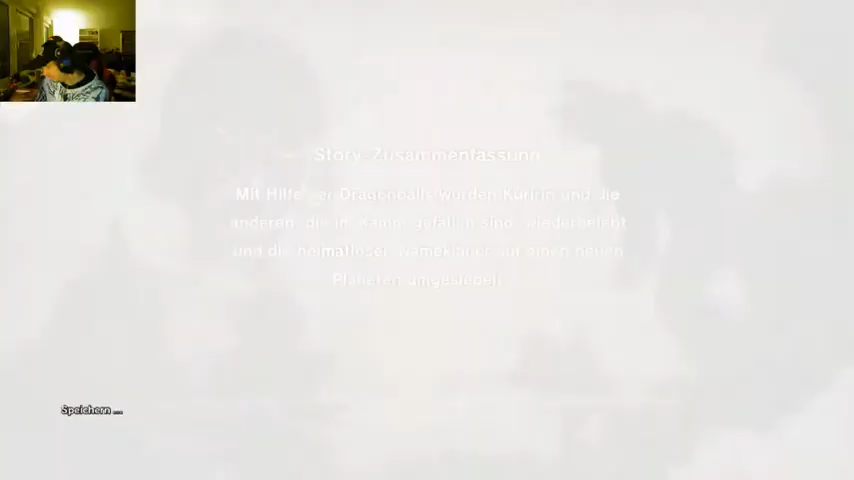 Story-Zusammenfassung
Mit Hilfe der Dragonballs wurden Kuririn und die
anderen, die im Kampf gefallen sind, wiederbelebt
und die heimatlosen Namekianer auf einen neuen
Planeten umgesiedelt.
Speichern ...